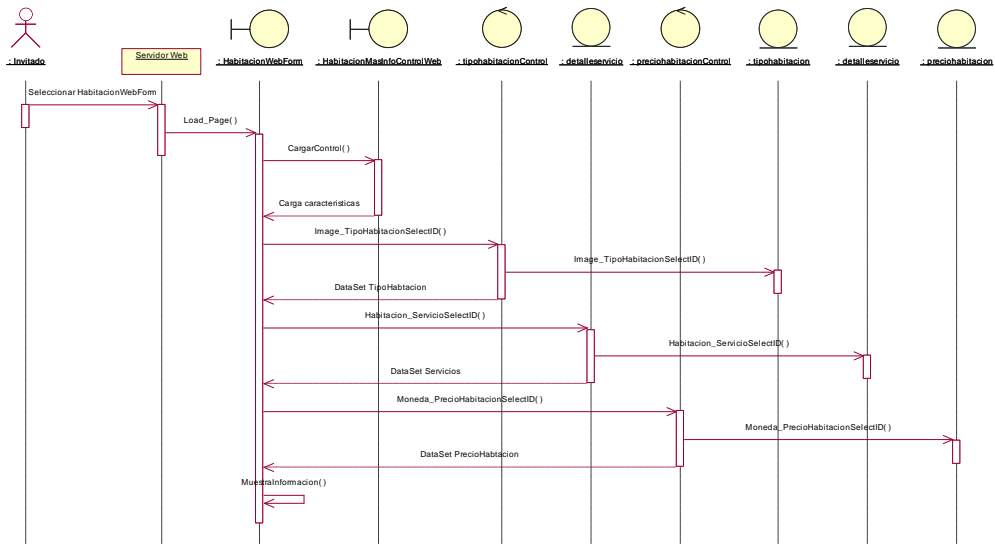 Servidor Web
: Invitado
: HabitacionWebForm
: HabitacionMasInfoControlWeb
: tipohabitacionControl
: detalleservicio
: preciohabitacionControl
: tipohabitacion
: detalleservicio
: preciohabitacion
Seleccionar HabitacionWebForm
Load_Page( )
CargarControl( )
Carga caracteristicas
Image_TipoHabitacionSelectID( )
Image_TipoHabitacionSelectID( )
DataSet TipoHabtacion
Habitacion_ServicioSelectID( )
Habitacion_ServicioSelectID( )
DataSet Servicios
Moneda_PrecioHabitacionSelectID( )
Moneda_PrecioHabitacionSelectID( )
DataSet PrecioHabtacion
MuestraInformacion( )